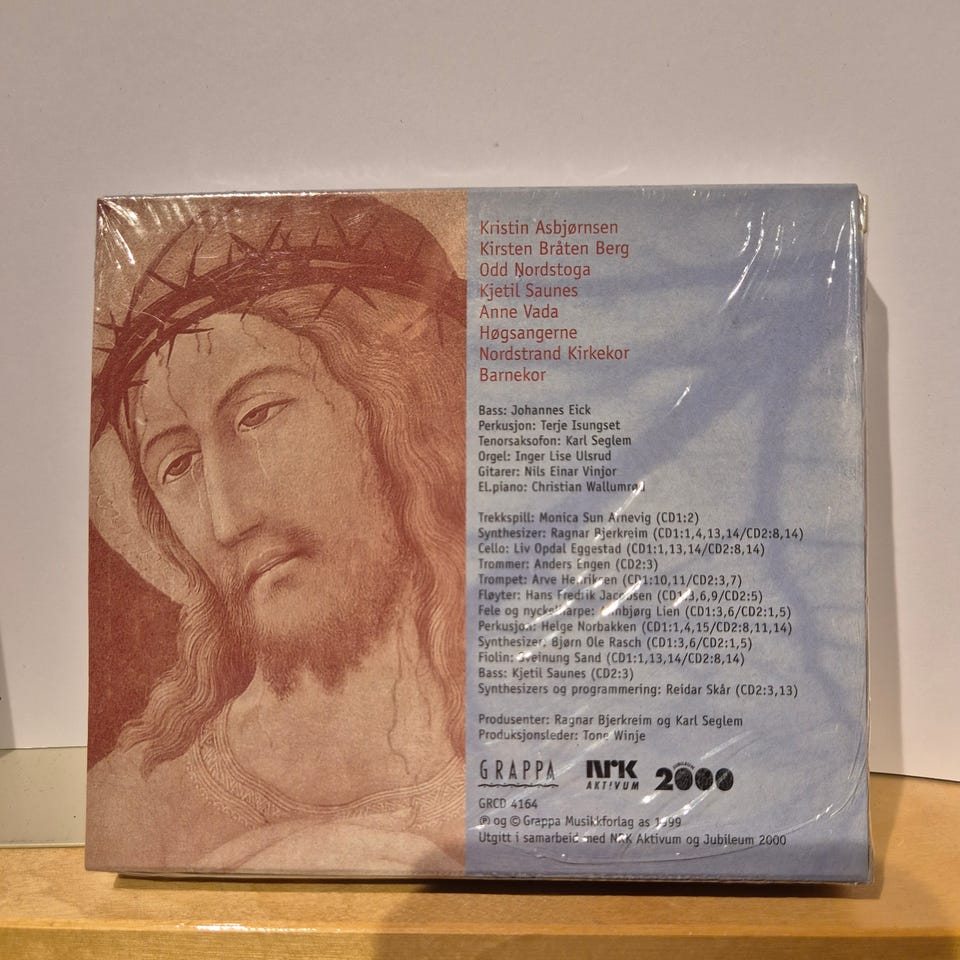 Kristin Asbjørnsen
Kirsten Bråten Berg
Odd Nordstoga
Kjetil Saunes
Anne Vada
Høgsangerne
Nordstrand Kirkekor
Barnekor
Bass: Johannes Eick
Perkusjon: Terje Isungset
Tenorsaksofon: Karl Seglem
Orgel: Inger Lise Ulsrud
Gitarer: Nils Einar Vinjor
El.piano: Christian Wallumrød
Trekkspill: Monica Sun Arnevig (CD1:2)
Synthesizer: Ragnar Bjerkreim (CD1:1,4,13,14/CD2:8,14)
Cello: Liv Opdal Eggestad (CD1:1,13,14/CD2:8,14)
Trommer: Anders Engen (CD2:3)
Trompet: Arve Henriksen (CD1:10,11/CD2:3,7)
Fløyter: Hans Fredrik Jacobsen (CD1:3,6,9/CD2:5)
Fele og nyckelharpe: Annbjørg Lien (CD1:3,6/CD2:1,5)
Perkusjon: Helge Norbakken (CD1:1,4,15/CD2:8,11,14)
Synthesizer: Bjørn Ole Rasch (CD1:3,6/CD2:1,5)
Fiolin: Sveinung Sand (CD1:1,13,14/CD2:8,14)
Bass: Kjetil Saunes (CD2:3)
Synthesizers og programmering: Reidar Skår (CD2:3,13)
Produsenter: Ragnar Bjerkreim og Karl Seglem
Produksjonsleder: Tone Winje
GRAPPA NRK AKTIVUM JUBILEUM 2000
GRCD 4164
℗ og © Grappa Musikkforlag as 1999
Utgitt i samarbeid med NRK Aktivum og Jubileum 2000